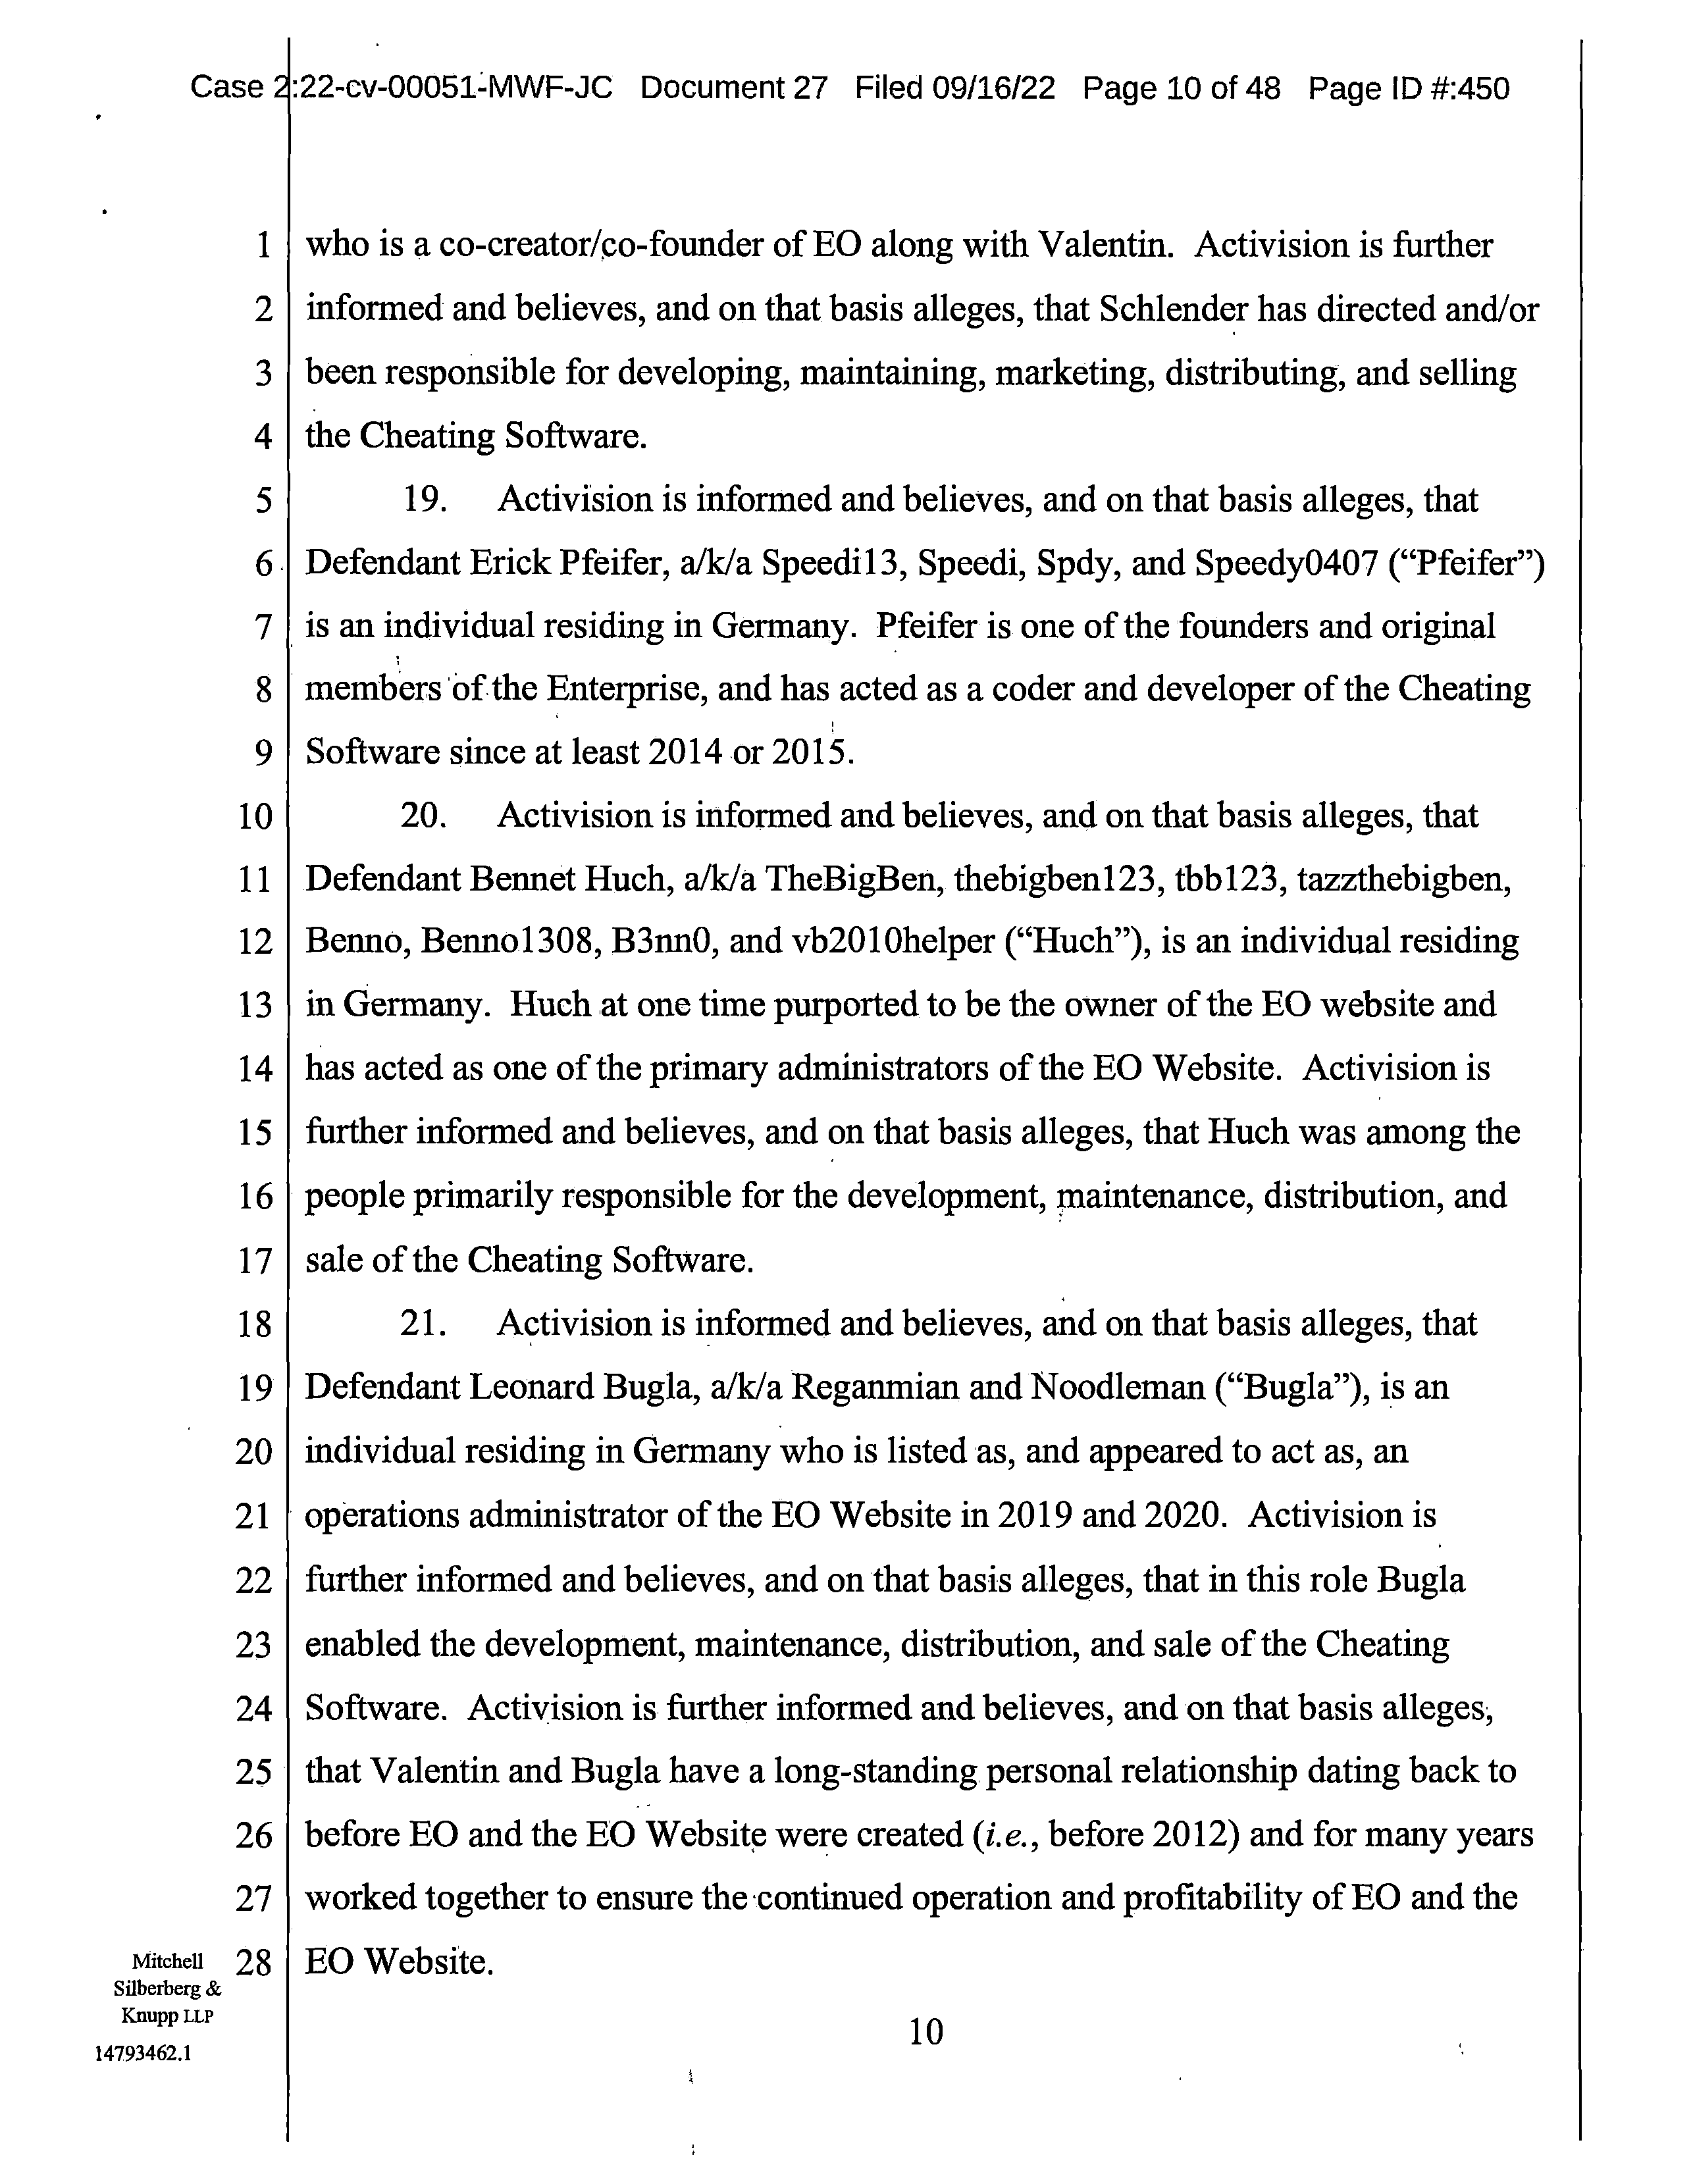 Case 2:22-cv-00051-MWF-JC Document 27 Filed 09/16/22 Page 10 of 48 Page ID #:450
1 who is a co-creator/co-founder of EO along with Valentin. Activision is further
2 informed and believes, and on that basis alleges, that Schlender has directed and/or
3 been responsible for developing, maintaining, marketing, distributing, and selling
4 the Cheating Software.
5 19. Activision is informed and believes, and on that basis alleges, that
6 Defendant Erick Pfeifer, a/k/a Speedi13, Speedi, Spdy, and Speedy0407 (“Pfeifer”)
7 is an individual residing in Germany. Pfeifer is one of the founders and original
8 members of the Enterprise, and has acted as a coder and developer of the Cheating
9 Software since at least 2014 or 2015.
10 20. Activision is informed and believes, and on that basis alleges, that
11 Defendant Bennet Huch, a/k/a TheBigBen, thebigben123, tbb123, tazzthebigben,
12 Benno, Benno1308, B3nn0, and vb2010helper (“Huch”), is an individual residing
13 in Germany. Huch at one time purported to be the owner of the EO website and
14 has acted as one of the primary administrators of the EO Website. Activision is
15 further informed and believes, and on that basis alleges, that Huch was among the
16 people primarily responsible for the development, maintenance, distribution, and
17 sale of the Cheating Software.
18 21. Activision is informed and believes, and on that basis alleges, that
19 Defendant Leonard Bugla, a/k/a Reganmian and Noodleman (“Bugla”), is an
20 individual residing in Germany who is listed as, and appeared to act as, an
21 operations administrator of the EO Website in 2019 and 2020. Activision is
22 further informed and believes, and on that basis alleges, that in this role Bugla
23 enabled the development, maintenance, distribution, and sale of the Cheating
24 Software. Activision is further informed and believes, and on that basis alleges,
25 that Valentin and Bugla have a long-standing personal relationship dating back to
26 before EO and the EO Website were created (i.e., before 2012) and for many years
27 worked together to ensure the continued operation and profitability of EO and the
28 EO Website.
Mitchell
Silberberg &
Knupp LLP
14793462.1
10